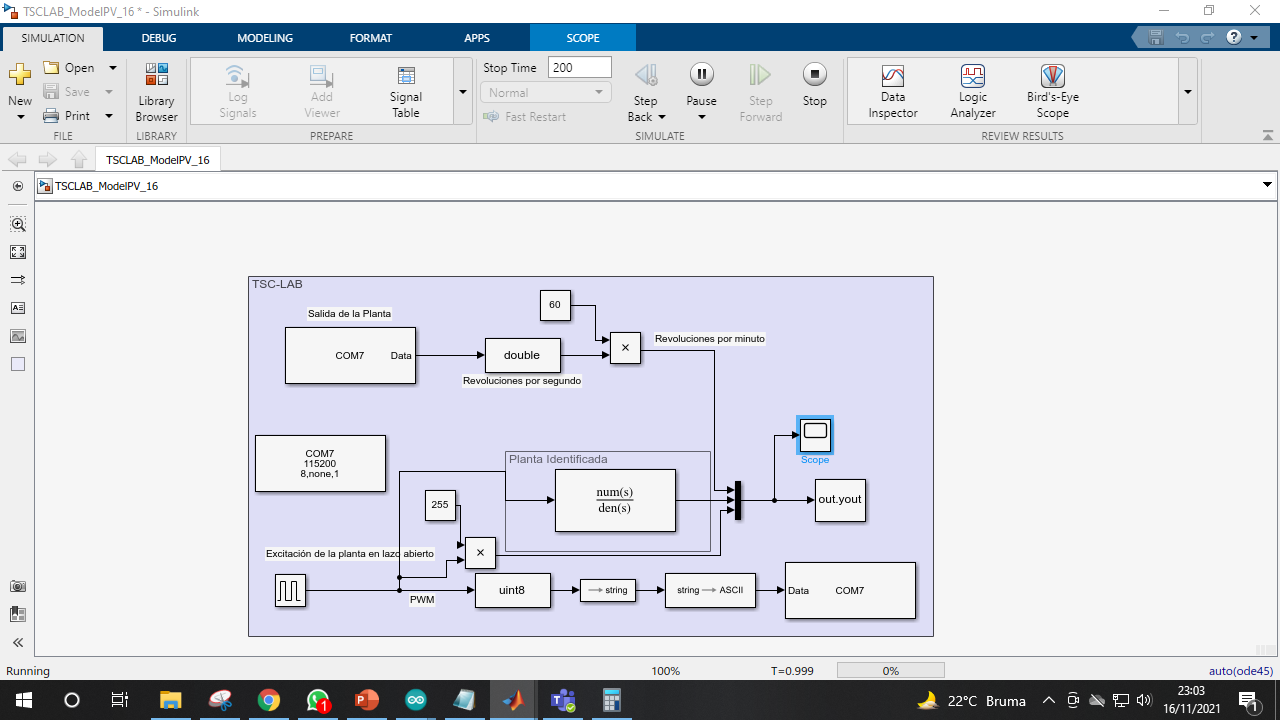 TSCLAB_ModelPV_16 * - Simulink
SIMULATION DEBUG MODELING FORMAT APPS SCOPE
New
Open
Save
Print
FILE
Library
Browser
LIBRARY
Log
Signals
Add
Viewer
Signal
Table
PREPARE
Stop Time 200
Normal
Fast Restart
Step
Back
Pause
Step
Forward
Stop
SIMULATE
Data
Inspector
Logic
Analyzer
Bird's-Eye
Scope
REVIEW RESULTS
TSCLAB_ModelPV_16
TSCLAB_ModelPV_16
TSC-LAB
Salida de la Planta
COM7 Data
double
Revoluciones por segundo
60
×
Revoluciones por minuto
COM7
115200
8,none,1
Planta Identificada
num(s)
den(s)
Scope
out.yout
255
×
Excitación de la planta en lazo abierto
PWM
uint8
string
string ASCII
Data COM7
Running 100% T=0.999 0% auto(ode45)
1
22°C Bruma
23:03
16/11/2021
1